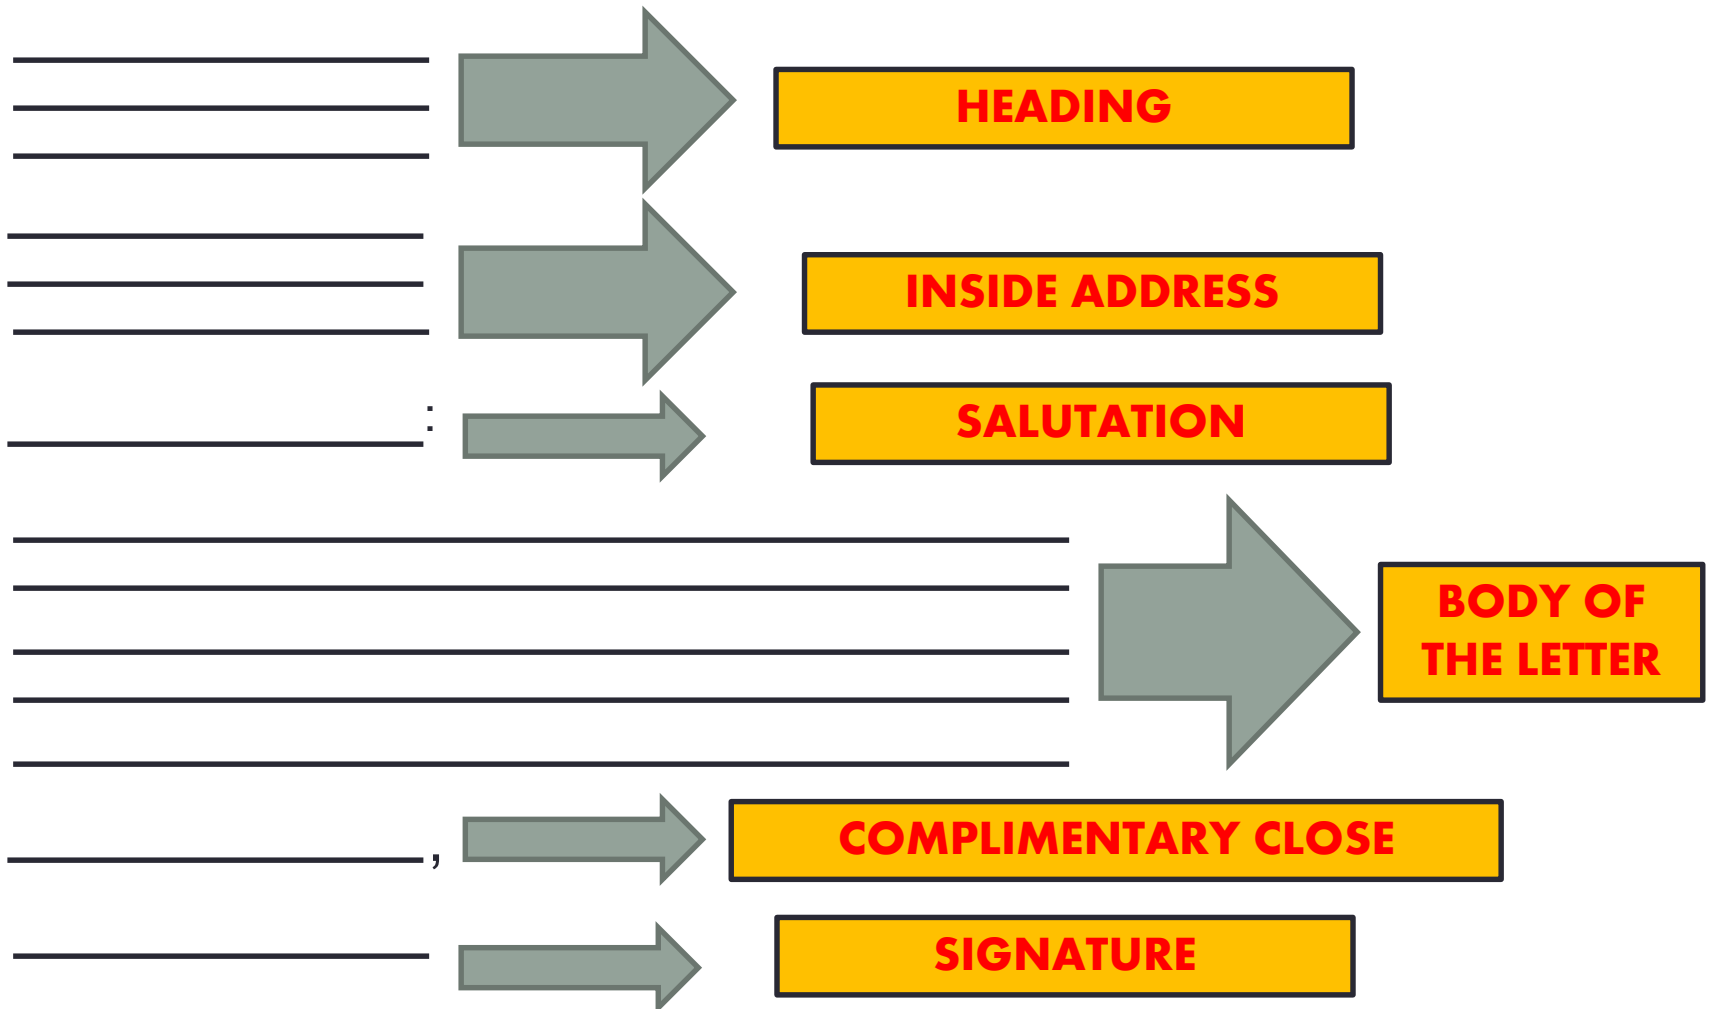 HEADING
INSIDE ADDRESS
:
SALUTATION
BODY OF
THE LETTER
,
COMPLIMENTARY CLOSE
SIGNATURE